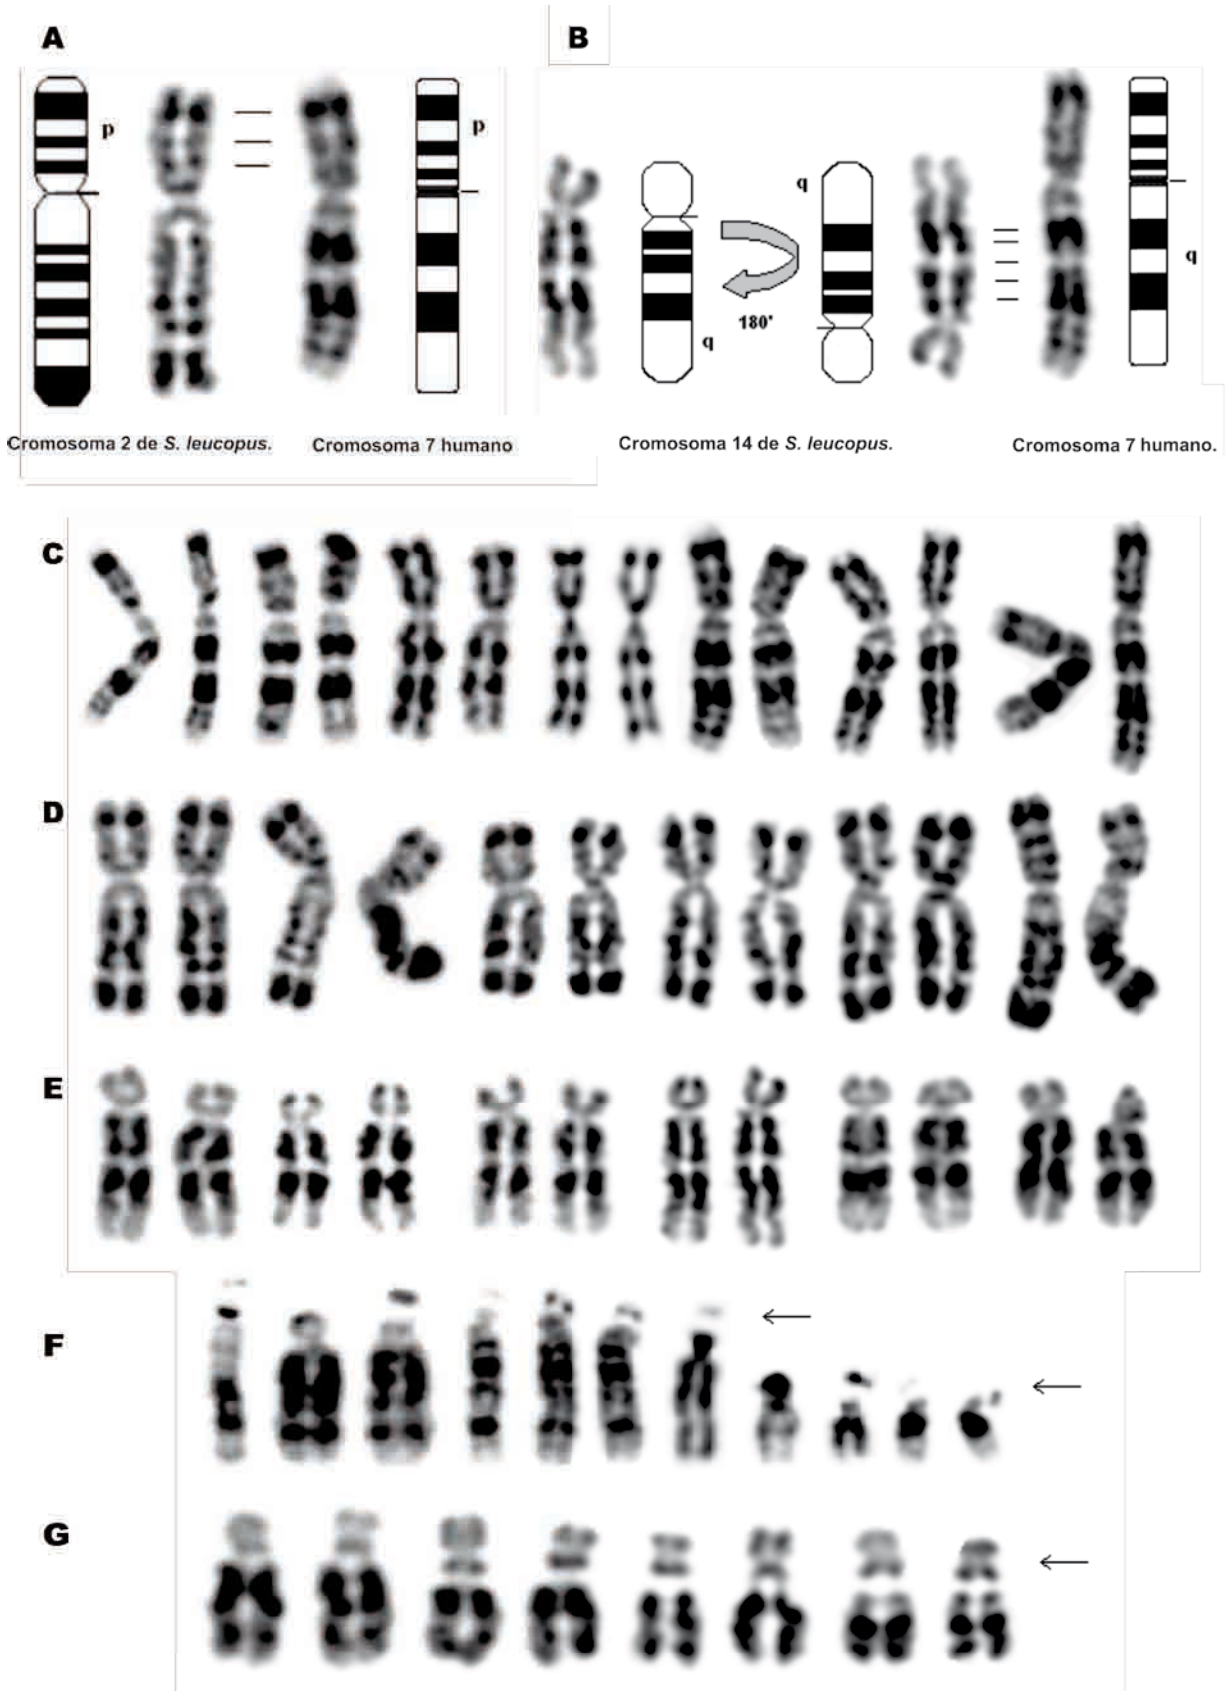 A
B
p
p
q
q
180°
q
Cromosoma 2 de S. leucopus.
Cromosoma 7 humano
Cromosoma 14 de S. leucopus.
Cromosoma 7 humano.
C
D
E
F
G